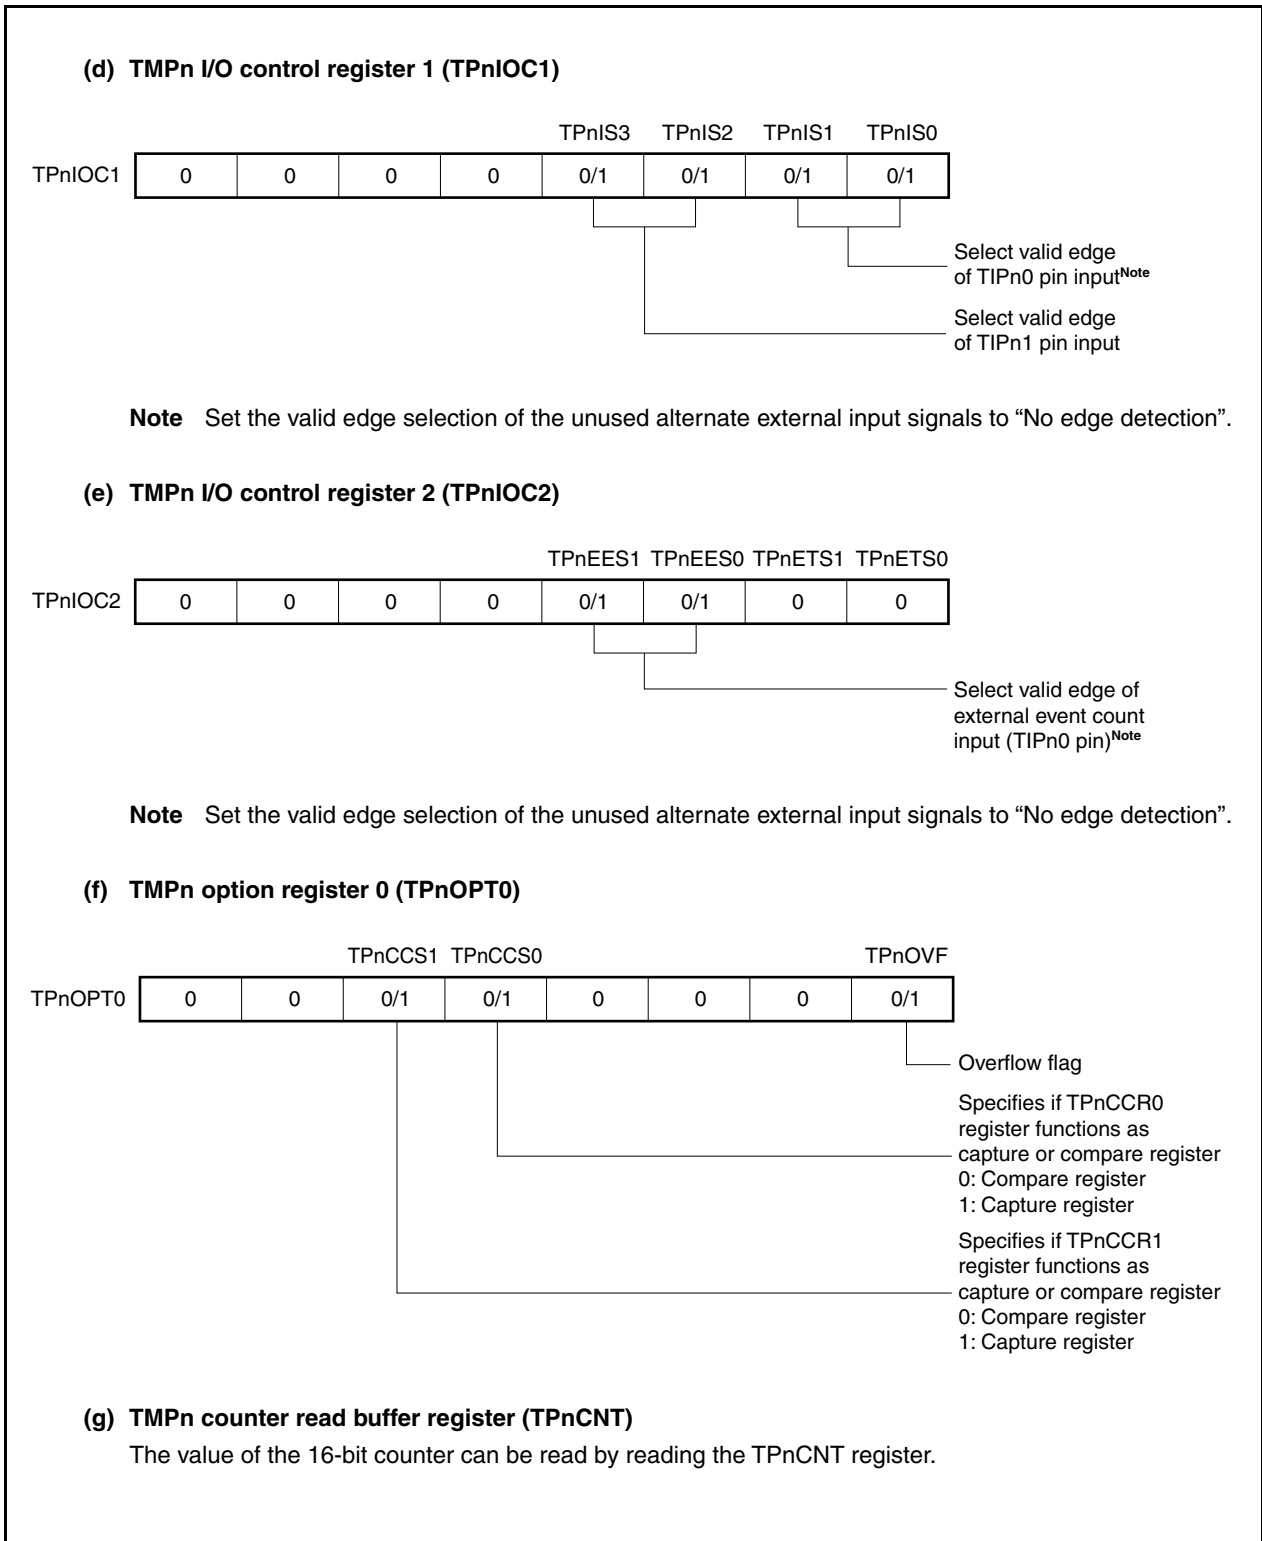 (d) TMPn I/O control register 1 (TPnIOC1)
TPnIS3 TPnIS2 TPnIS1 TPnIS0
TPnIOC1 0 0 0 0 0/1 0/1 0/1 0/1
Select valid edge
of TIPn0 pin inputNote
Select valid edge
of TIPn1 pin input
Note Set the valid edge selection of the unused alternate external input signals to “No edge detection”.
(e) TMPn I/O control register 2 (TPnIOC2)
TPnEES1 TPnEES0 TPnETS1 TPnETS0
TPnIOC2 0 0 0 0 0/1 0/1 0 0
Select valid edge of
external event count
input (TIPn0 pin)Note
Note Set the valid edge selection of the unused alternate external input signals to “No edge detection”.
(f) TMPn option register 0 (TPnOPT0)
TPnCCS1 TPnCCS0 TPnOVF
TPnOPT0 0 0 0/1 0/1 0 0 0 0/1
Overflow flag
Specifies if TPnCCR0
register functions as
capture or compare register
0: Compare register
1: Capture register
Specifies if TPnCCR1
register functions as
capture or compare register
0: Compare register
1: Capture register
(g) TMPn counter read buffer register (TPnCNT)
The value of the 16-bit counter can be read by reading the TPnCNT register.